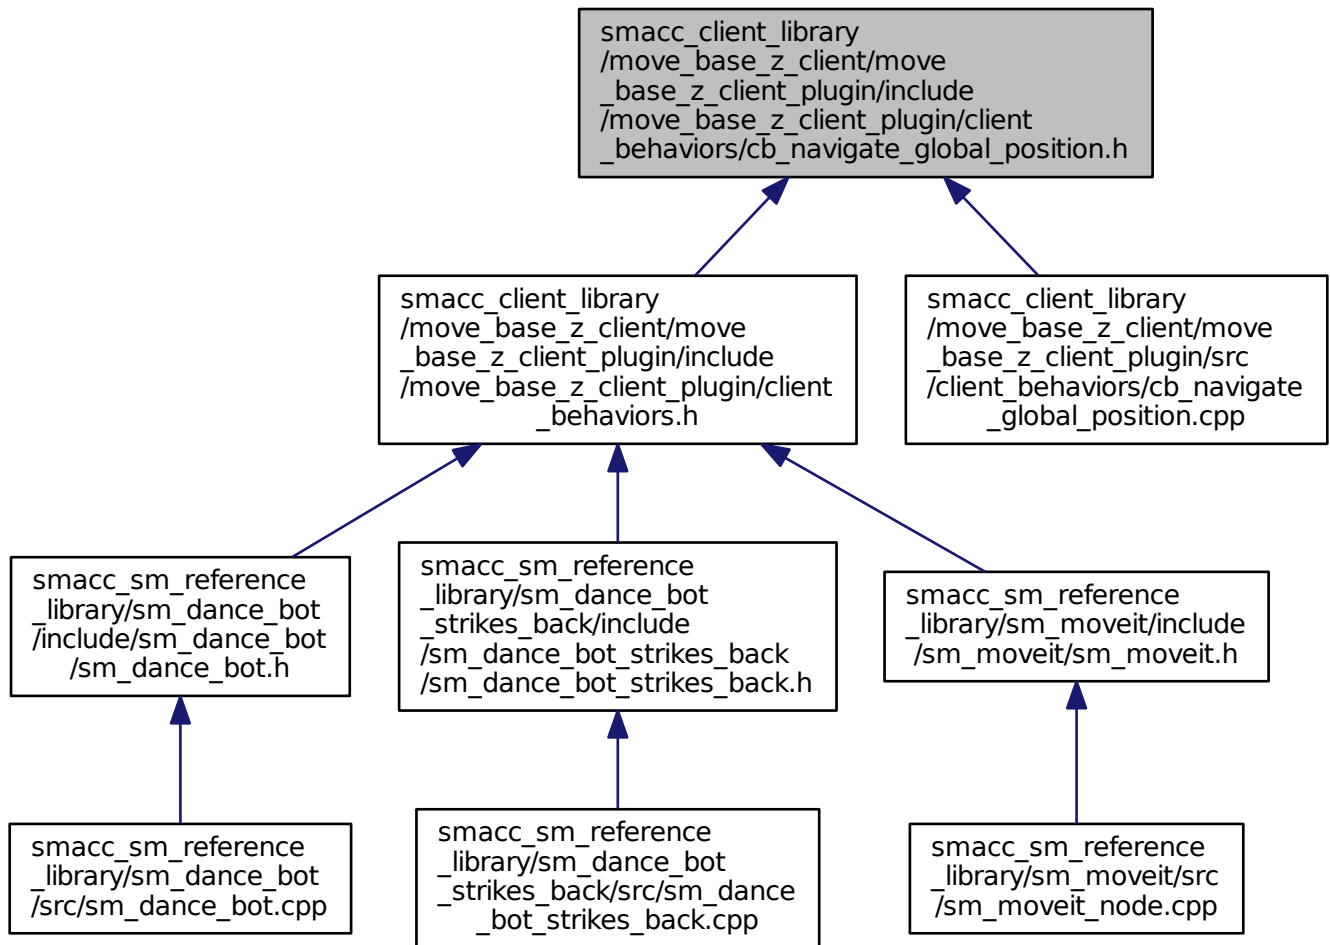 smacc_client_library
/move_base_z_client/move
_base_z_client_plugin/include
/move_base_z_client_plugin/client
_behaviors/cb_navigate_global_position.h
smacc_client_library
/move_base_z_client/move
_base_z_client_plugin/include
/move_base_z_client_plugin/client
_behaviors.h
smacc_client_library
/move_base_z_client/move
_base_z_client_plugin/src
/client_behaviors/cb_navigate
_global_position.cpp
smacc_sm_reference
_library/sm_dance_bot
/include/sm_dance_bot
/sm_dance_bot.h
smacc_sm_reference
_library/sm_dance_bot
_strikes_back/include
/sm_dance_bot_strikes_back
/sm_dance_bot_strikes_back.h
smacc_sm_reference
_library/sm_moveit/include
/sm_moveit/sm_moveit.h
smacc_sm_reference
_library/sm_dance_bot
/src/sm_dance_bot.cpp
smacc_sm_reference
_library/sm_dance_bot
_strikes_back/src/sm_dance
_bot_strikes_back.cpp
smacc_sm_reference
_library/sm_moveit/src
/sm_moveit_node.cpp